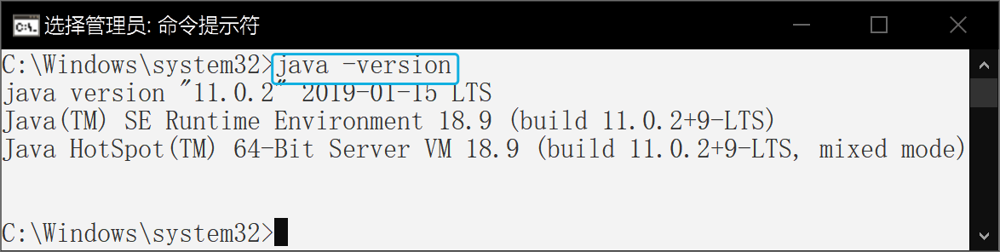 选择管理员: 命令提示符
C:\Windows\system32>java -version
java version "11.0.2" 2019-01-15 LTS
Java(TM) SE Runtime Environment 18.9 (build 11.0.2+9-LTS)
Java HotSpot(TM) 64-Bit Server VM 18.9 (build 11.0.2+9-LTS, mixed mode)
C:\Windows\system32>